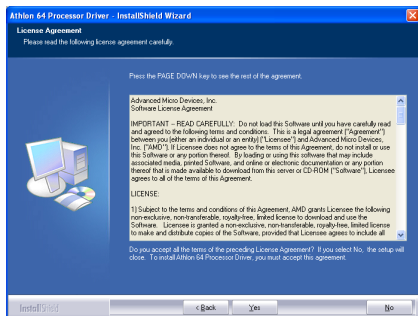 Athlon 64 Processor Driver - InstallShield Wizard
License Agreement
Please read the following license agreement carefully.
Press the PAGE DOWN key to see the rest of the agreement.
Advanced Micro Devices, Inc.
Software License Agreement
IMPORTANT – READ CAREFULLY: Do not load this Software until you have carefully read
and agreed to the following terms and conditions. This is a legal agreement ("Agreement")
between you (either an individual or an entity) ("Licensee") and Advanced Micro Devices,
Inc. ("AMD"). If Licensee does not agree to the terms of this Agreement, do not install or use
this Software or any portion thereof. By loading or using this software that may include
associated media, printed Software, and online or electronic documentation or any portion
thereof that is made available to download from this server or CD-ROM ("Software"), Licensee
agrees to all of the terms of this Agreement.
LICENSE:
1) Subject to the terms and conditions of this Agreement, AMD grants Licensee the following
non-exclusive, non-transferable, royalty-free, limited license to download and use the
Software. Licensee is granted a non-exclusive, non-transferable, royalty-free, limited license
to make and distribute copies of the Software, provided that Licensee agrees to include all
Do you accept all the terms of the preceding License Agreement? If you select No, the setup will
close. To install Athlon 64 Processor Driver, you must accept this agreement.
InstallShield
< Back
Yes
No